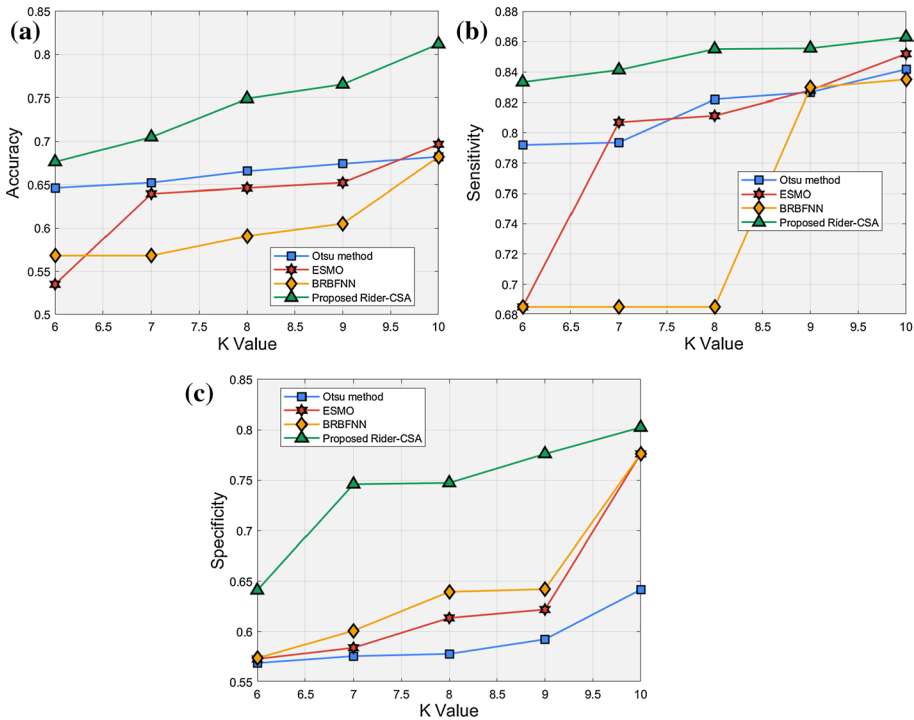 (a)
0.85
0.8
0.75
0.7
0.65
0.6
0.55
0.5
Accuracy
6 6.5 7 7.5 8 8.5 9 9.5 10
K Value
Otsu method
ESMO
BRBFNN
Proposed Rider-CSA
(b)
0.88
0.86
0.84
0.82
0.8
0.78
0.76
0.74
0.72
0.7
0.68
Sensitivity
6 6.5 7 7.5 8 8.5 9 9.5 10
K Value
Otsu method
ESMO
BRBFNN
Proposed Rider-CSA
(c)
0.85
0.8
0.75
0.7
0.65
0.6
0.55
Specificity
6 6.5 7 7.5 8 8.5 9 9.5 10
K Value
Otsu method
ESMO
BRBFNN
Proposed Rider-CSA